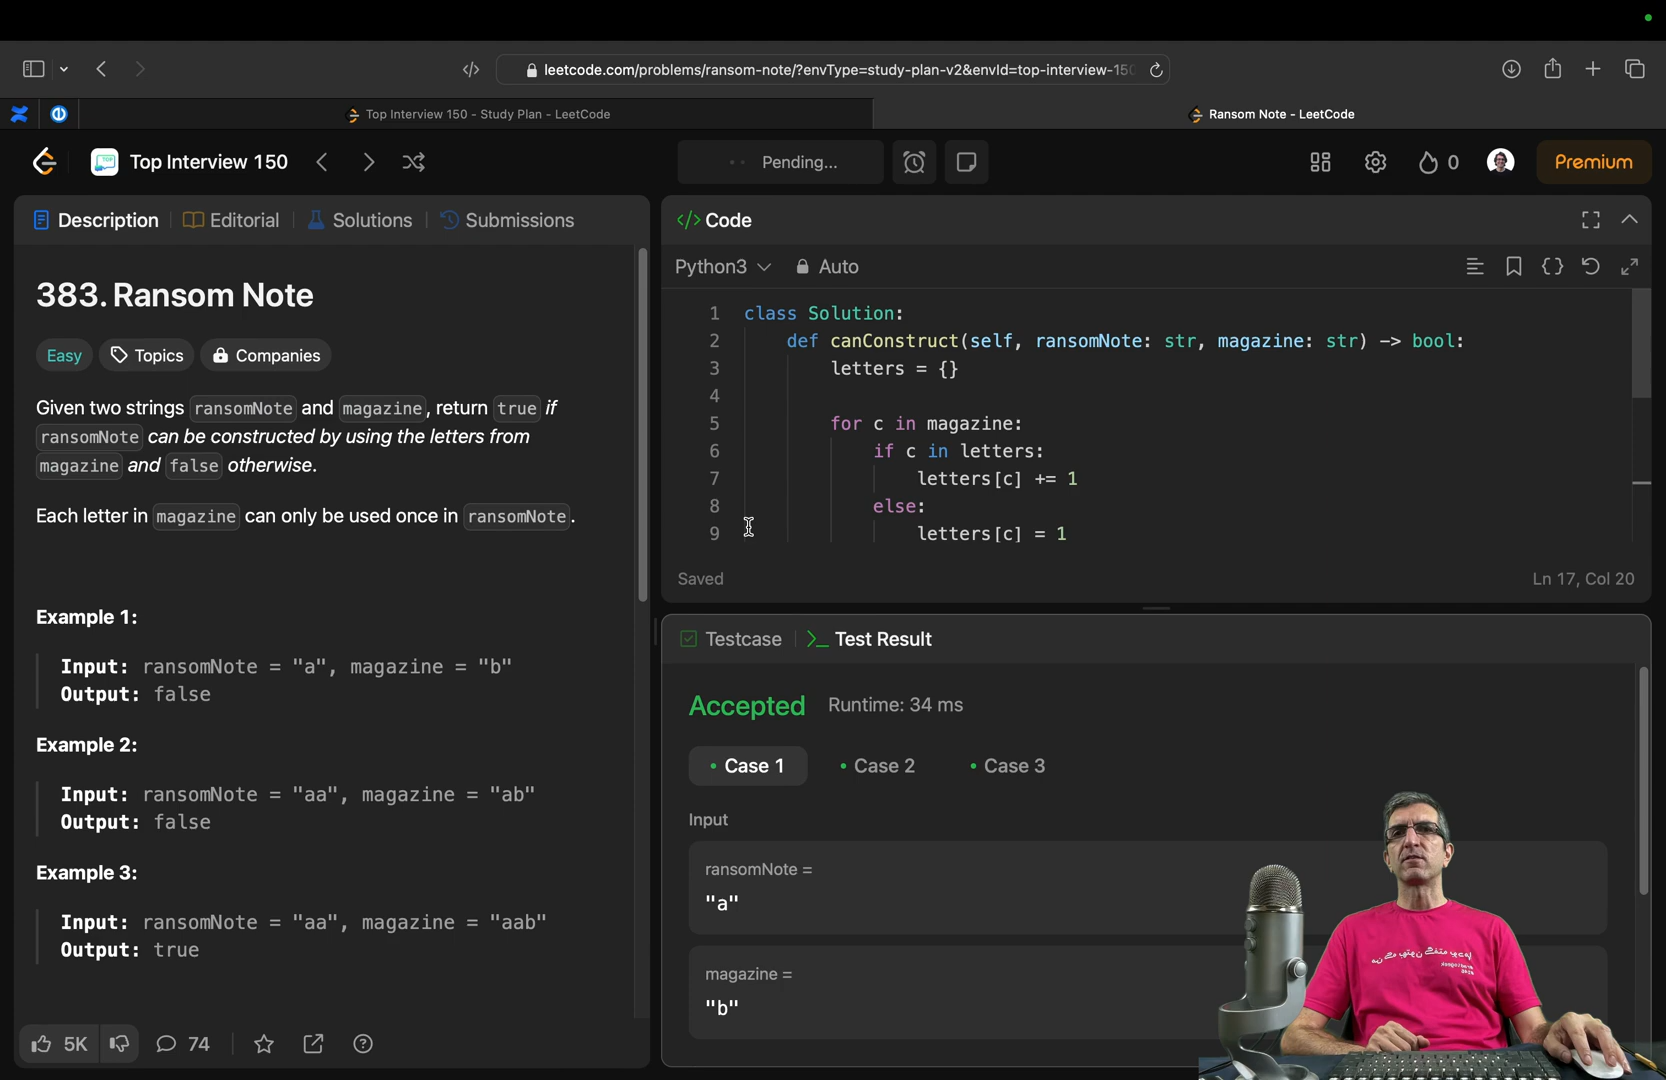 leetcode.com/problems/ransom-note/?envType=study-plan-v2&envId=top-interview-150
Top Interview 150 - Study Plan - LeetCode
Ransom Note - LeetCode
Top Interview 150
Pending...
0
Premium
Description
Editorial
Solutions
Submissions
383. Ransom Note
Easy
Topics
Companies
Given two strings ransomNote and magazine, return true if
ransomNote can be constructed by using the letters from
magazine and false otherwise.
Each letter in magazine can only be used once in ransomNote.
Example 1:
Input: ransomNote = "a", magazine = "b"
Output: false
Example 2:
Input: ransomNote = "aa", magazine = "ab"
Output: false
Example 3:
Input: ransomNote = "aa", magazine = "aab"
Output: true
5K
74
</> Code
Python3
Auto
1 class Solution:
2 def canConstruct(self, ransomNote: str, magazine: str) -> bool:
3 letters = {}
4
5 for c in magazine:
6 if c in letters:
7 letters[c] += 1
8 else:
9 letters[c] = 1
Saved
Ln 17, Col 20
Testcase
>_ Test Result
Accepted
Runtime: 34 ms
Case 1
Case 2
Case 3
Input
ransomNote =
"a"
magazine =
"b"